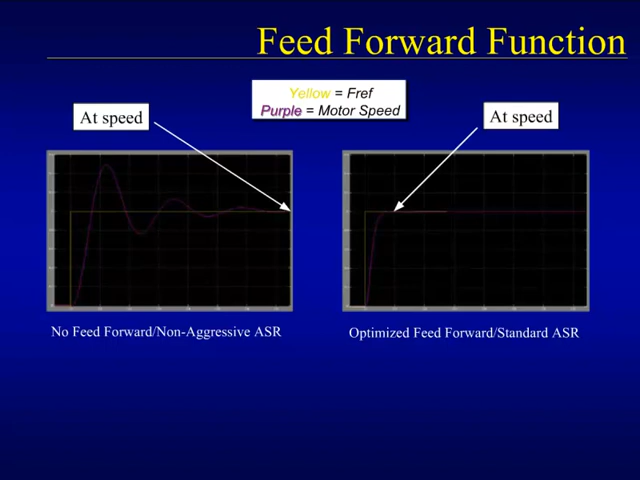 Feed Forward Function
Yellow = Fref
Purple = Motor Speed
At speed
At speed
No Feed Forward/Non-Aggressive ASR
Optimized Feed Forward/Standard ASR